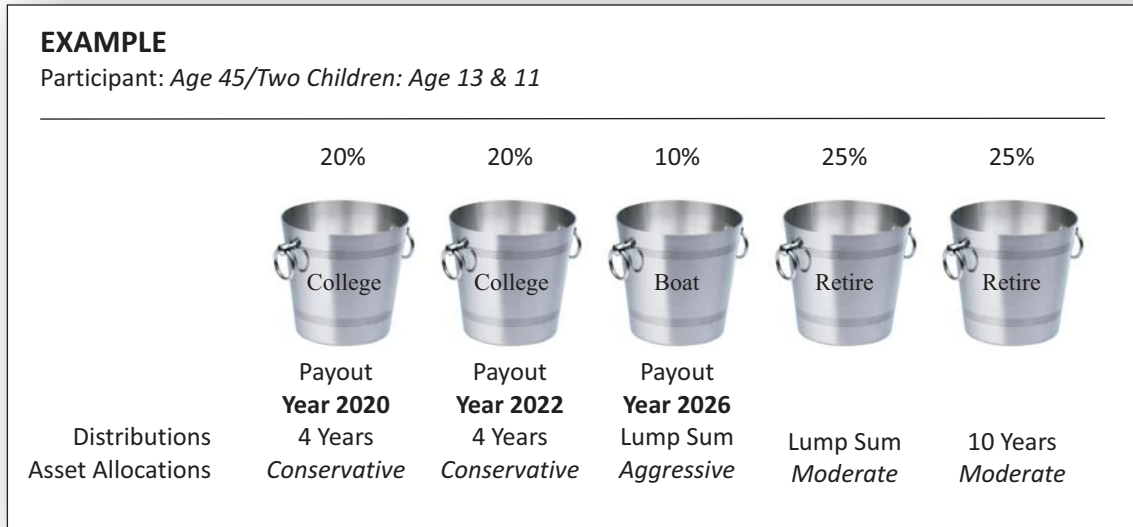 EXAMPLE
Participant: Age 45/Two Children: Age 13 & 11
20% 20% 10% 25% 25%
College College Boat Retire Retire
Payout Payout Payout
Year 2020 Year 2022 Year 2026
Distributions 4 Years 4 Years Lump Sum Lump Sum 10 Years
Asset Allocations Conservative Conservative Aggressive Moderate Moderate